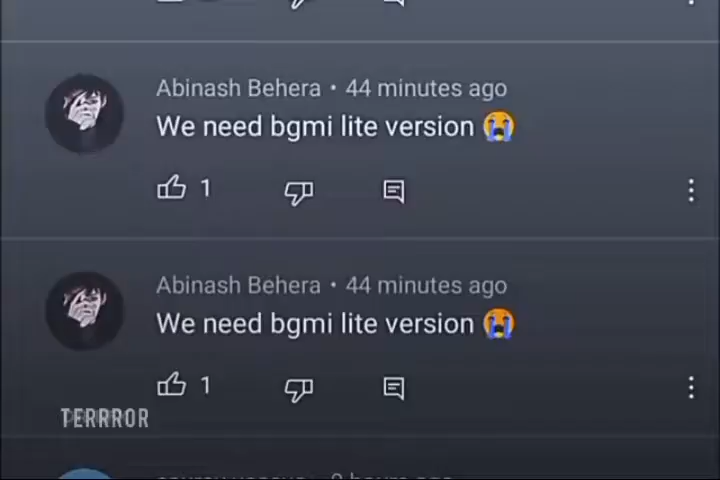 Abinash Behera • 44 minutes ago
We need bgmi lite version 😭
1
Abinash Behera • 44 minutes ago
We need bgmi lite version 😭
1
TERRROR